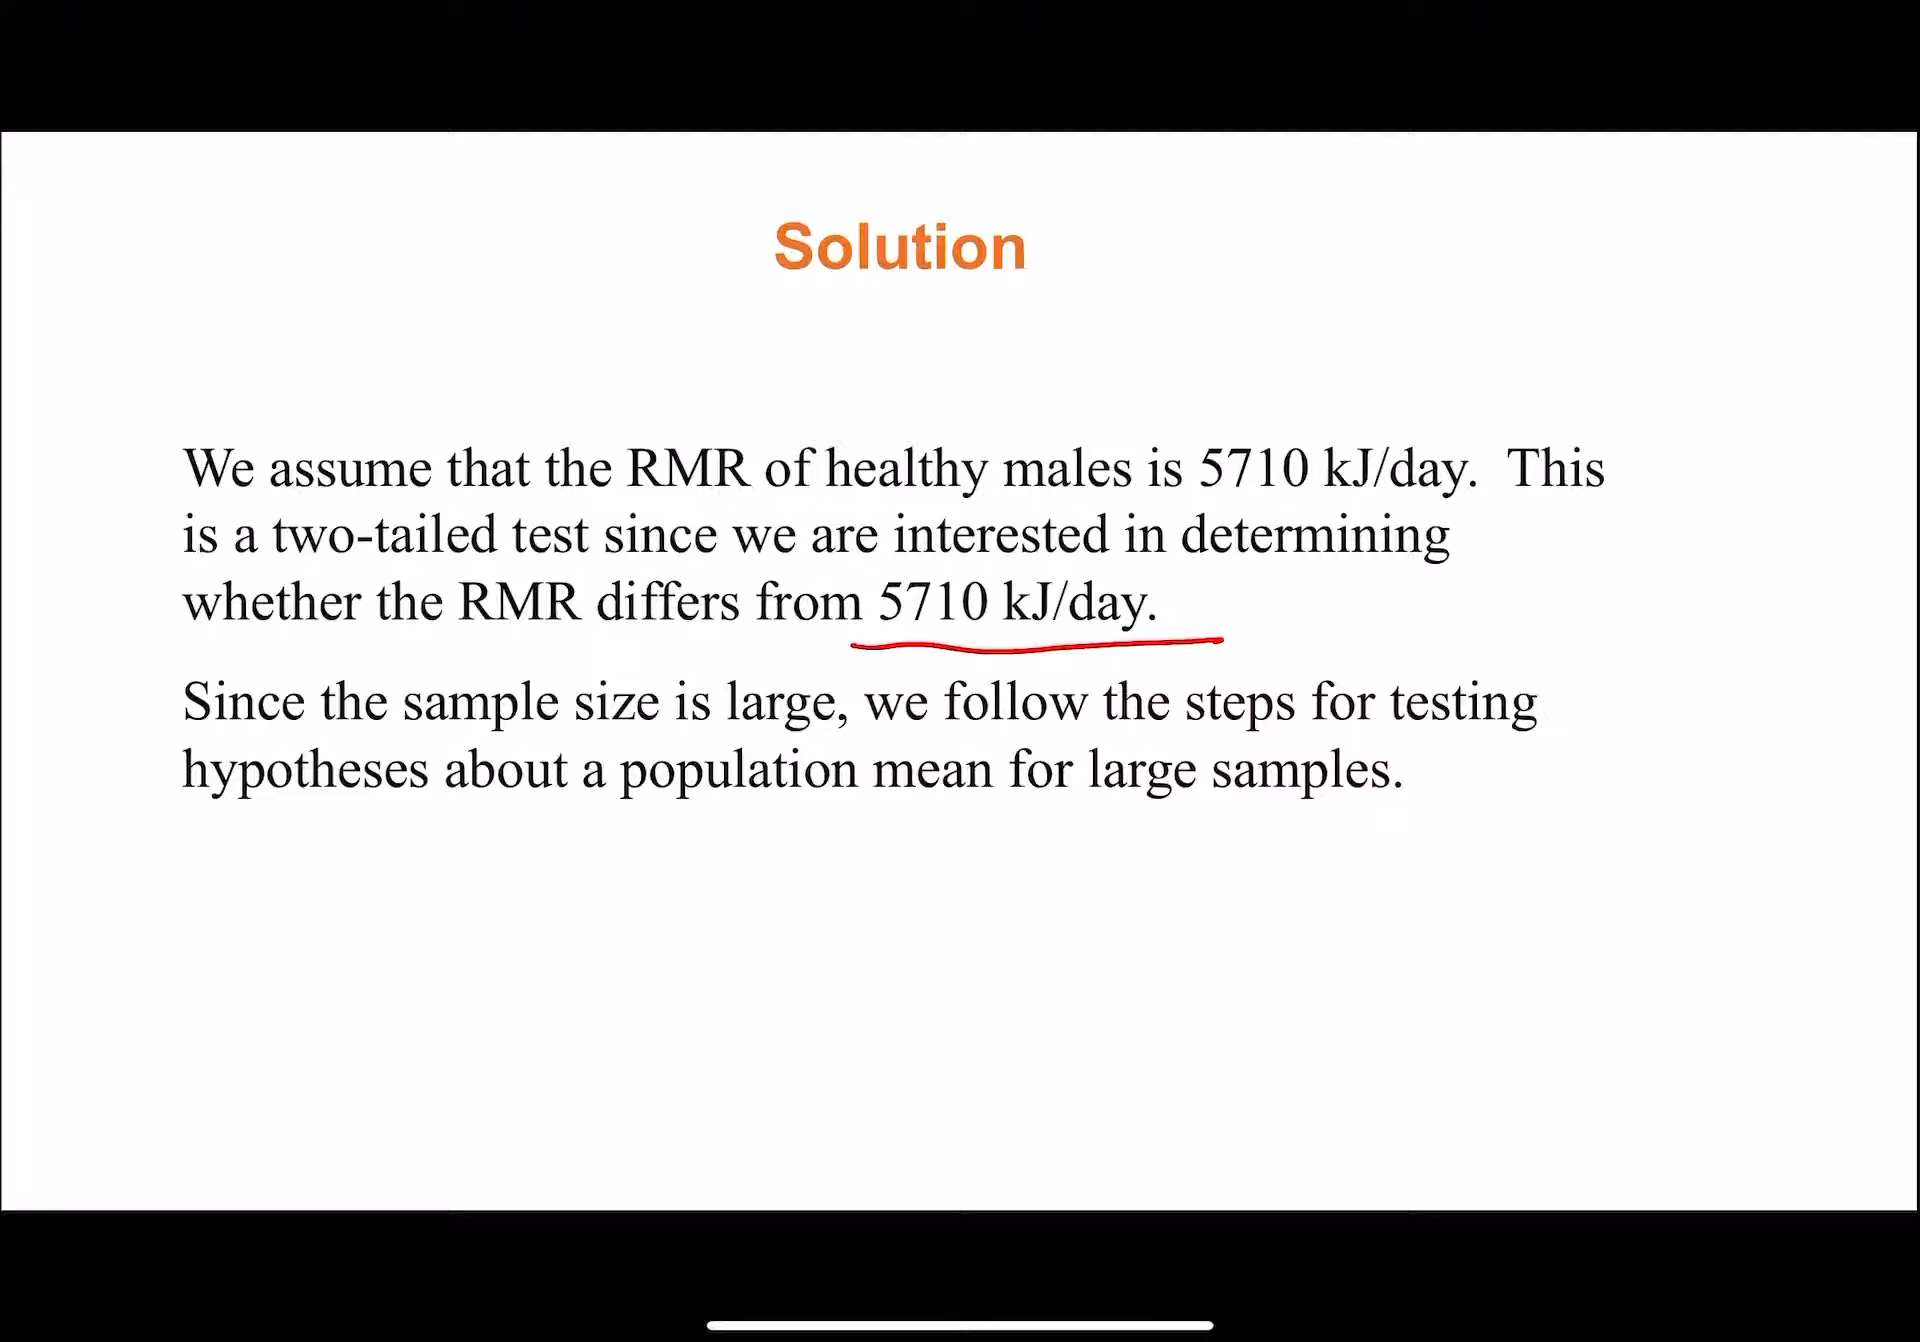 Solution
We assume that the RMR of healthy males is 5710 kJ/day. This
is a two-tailed test since we are interested in determining
whether the RMR differs from 5710 kJ/day.
Since the sample size is large, we follow the steps for testing
hypotheses about a population mean for large samples.